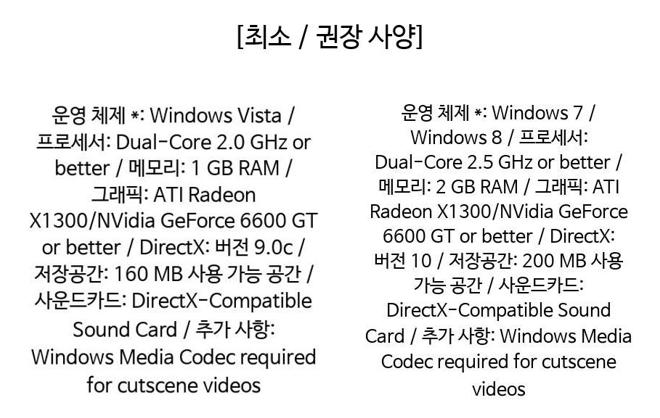 [최소 / 권장 사양]
운영 체제 *: Windows Vista /
프로세서: Dual-Core 2.0 GHz or
better / 메모리: 1 GB RAM /
그래픽: ATI Radeon
X1300/NVidia GeForce 6600 GT
or better / DirectX: 버전 9.0c /
저장공간: 160 MB 사용 가능 공간 /
사운드카드: DirectX-Compatible
Sound Card / 추가 사항:
Windows Media Codec required
for cutscene videos
운영 체제 *: Windows 7 /
Windows 8 / 프로세서:
Dual-Core 2.5 GHz or better /
메모리: 2 GB RAM / 그래픽: ATI
Radeon X1300/NVidia GeForce
6600 GT or better / DirectX:
버전 10 / 저장공간: 200 MB 사용
가능 공간 / 사운드카드:
DirectX-Compatible Sound
Card / 추가 사항: Windows Media
Codec required for cutscene
videos